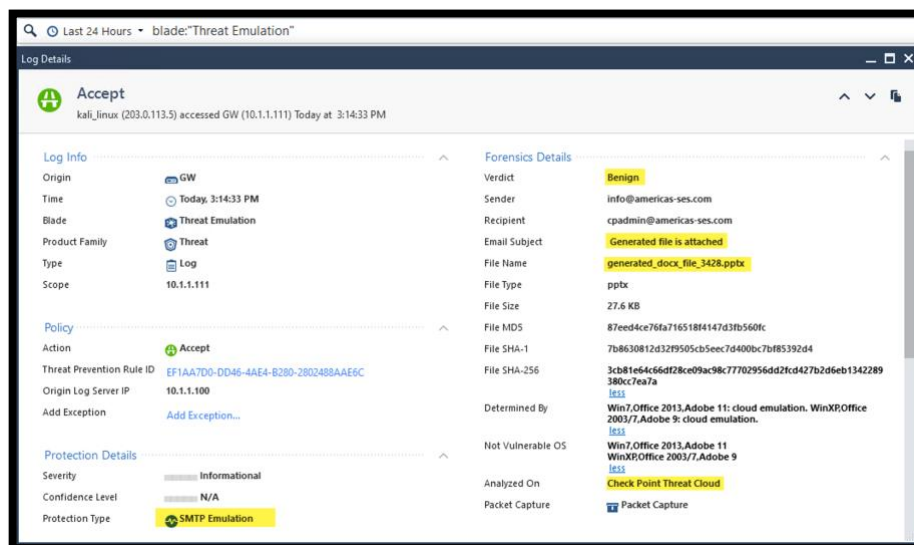 Last 24 Hours blade:"Threat Emulation"
Log Details
Accept
kali_linux (203.0.113.5) accessed GW (10.1.1.111) Today at 3:14:33 PM
Log Info
Origin GW
Time Today, 3:14:33 PM
Blade Threat Emulation
Product Family Threat
Type Log
Scope 10.1.1.111
Policy
Action Accept
Threat Prevention Rule ID EF1AA7D0-DD46-4AE4-B280-2802488AAE6C
Origin Log Server IP 10.1.1.100
Add Exception Add Exception...
Protection Details
Severity Informational
Confidence Level N/A
Protection Type SMTP Emulation
Forensics Details
Verdict Benign
Sender info@americas-ses.com
Recipient cpadmin@americas-ses.com
Email Subject Generated file is attached
File Name generated_docx_file_3428.pptx
File Type pptx
File Size 27.6 KB
File MD5 87eed4ce76fa716518f4147d3fb560fc
File SHA-1 7b8630812d32f9505cb5eec7d400bc7bf85392d4
File SHA-256 3cb81e64c66df28ce09ac98c77702956dd2fcd427b2d6eb1342289
380cc7ea7a
less
Determined By Win7,Office 2013,Adobe 11: cloud emulation. WinXP,Office
2003/7,Adobe 9: cloud emulation.
less
Not Vulnerable OS Win7,Office 2013,Adobe 11
WinXP,Office 2003/7,Adobe 9
less
Analyzed On Check Point Threat Cloud
Packet Capture Packet Capture